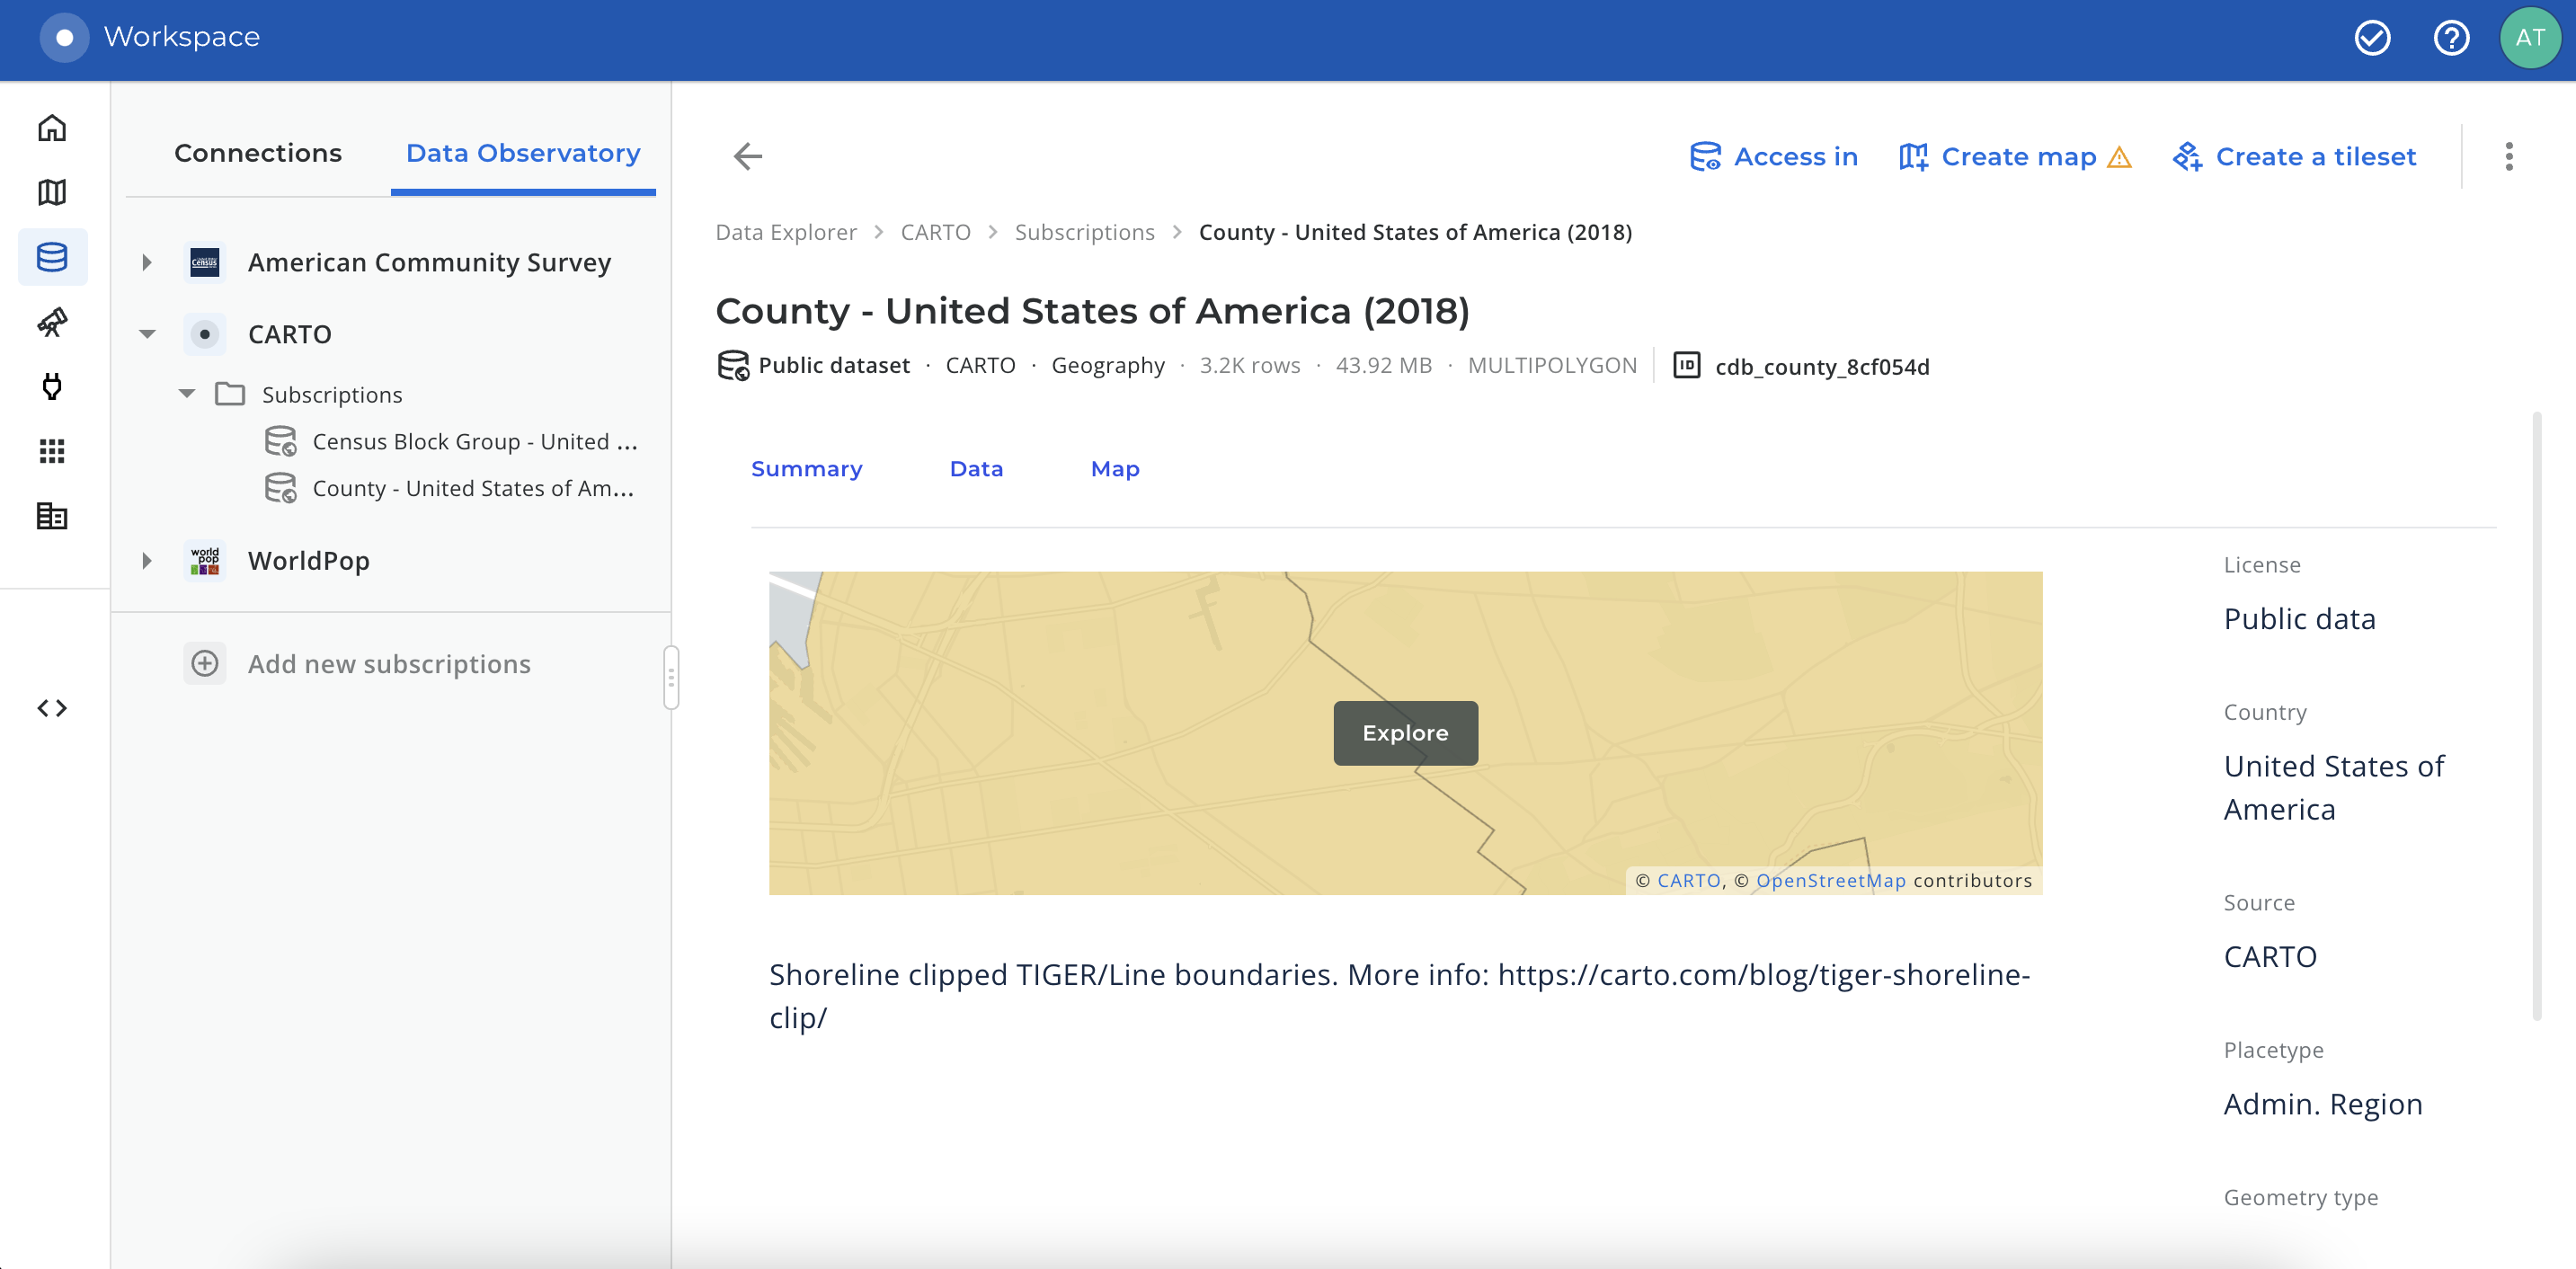 Workspace
AT
Connections
Data Observatory
Census
American Community Survey
CARTO
Subscriptions
Census Block Group - United ...
County - United States of Am...
world
pop
WorldPop
Add new subscriptions
Access in
Create map
Create a tileset
Data Explorer > CARTO > Subscriptions > County - United States of America (2018)
County - United States of America (2018)
Public dataset · CARTO · Geography · 3.2K rows · 43.92 MB · MULTIPOLYGON
ID cdb_county_8cf054d
Summary
Data
Map
Explore
© CARTO, © OpenStreetMap contributors
Shoreline clipped TIGER/Line boundaries. More info: https://carto.com/blog/tiger-shoreline-
clip/
License
Public data
Country
United States of
America
Source
CARTO
Placetype
Admin. Region
Geometry type